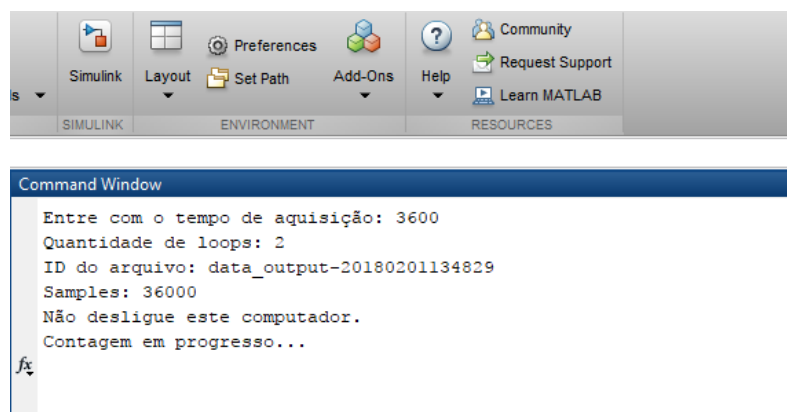 Simulink
Layout
Preferences
Set Path
Add-Ons
Help
Community
Request Support
Learn MATLAB
SIMULINK
ENVIRONMENT
RESOURCES
Command Window
Entre com o tempo de aquisição: 3600
Quantidade de loops: 2
ID do arquivo: data_output-20180201134829
Samples: 36000
Não desligue este computador.
Contagem em progresso...
fx